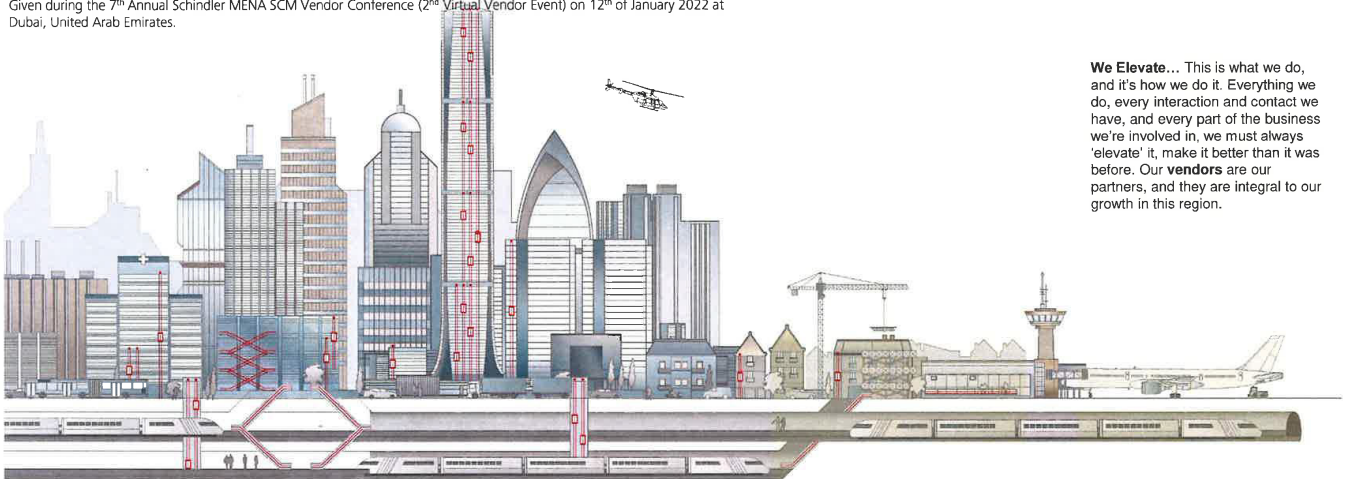 Given during the 7th Annual Schindler MENA SCM Vendor Conference (2nd Virtual Vendor Event) on 12th of January 2022 at
Dubai, United Arab Emirates.
We Elevate… This is what we do,
and it's how we do it. Everything we
do, every interaction and contact we
have, and every part of the business
we're involved in, we must always
'elevate' it, make it better than it was
before. Our vendors are our
partners, and they are integral to our
growth in this region.